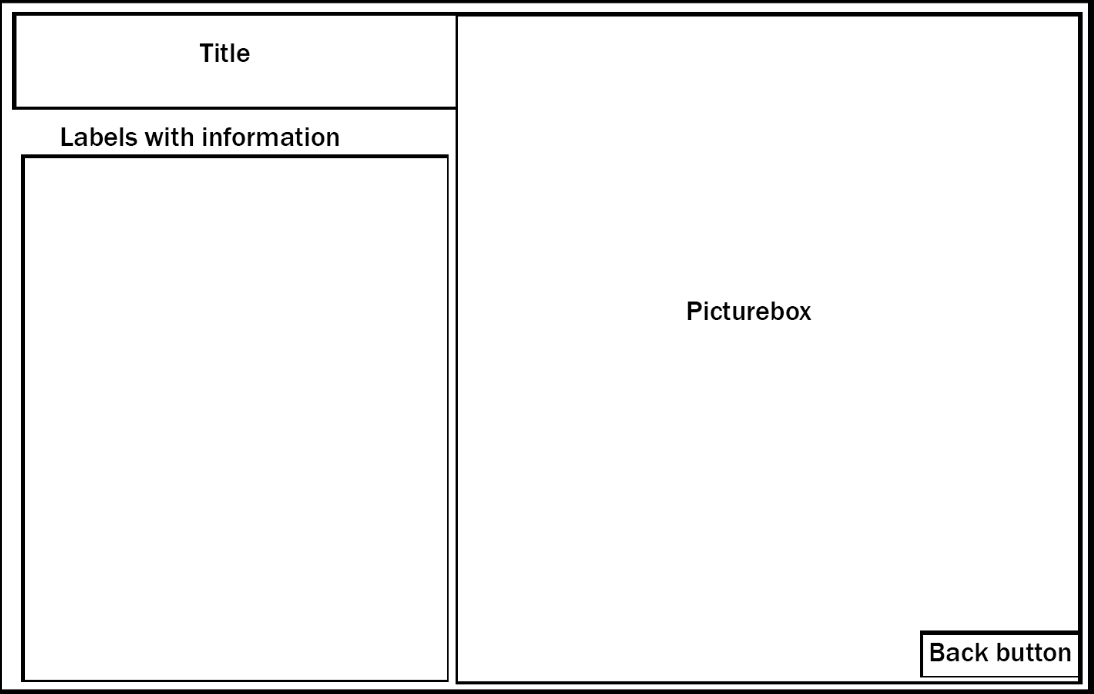 Title
Labels with information
Picturebox
Back button